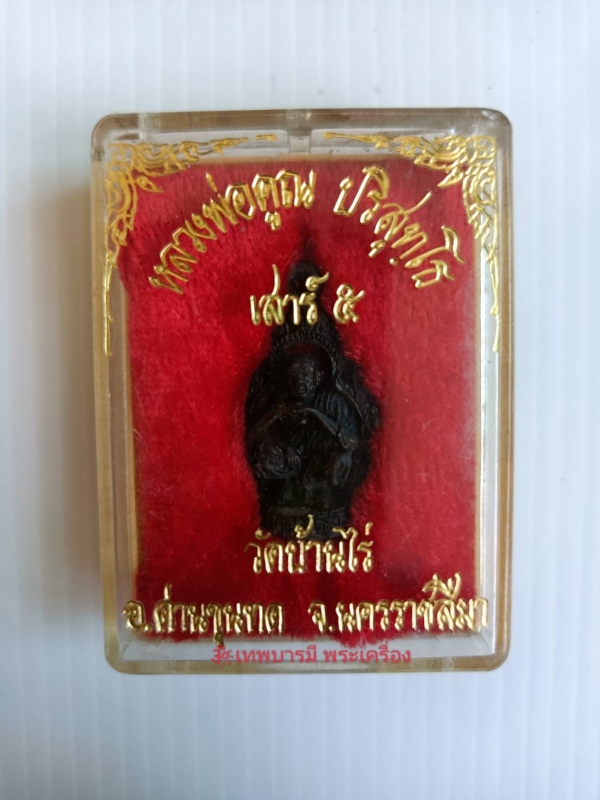 หลวงพ่อคูณ ปริสุทฺโธ
เสาร์ ๕
วัดบ้านไร่
อ.ด่านขุนทด จ.นครราชสีมา
เทพบารมี พระเครื่อง